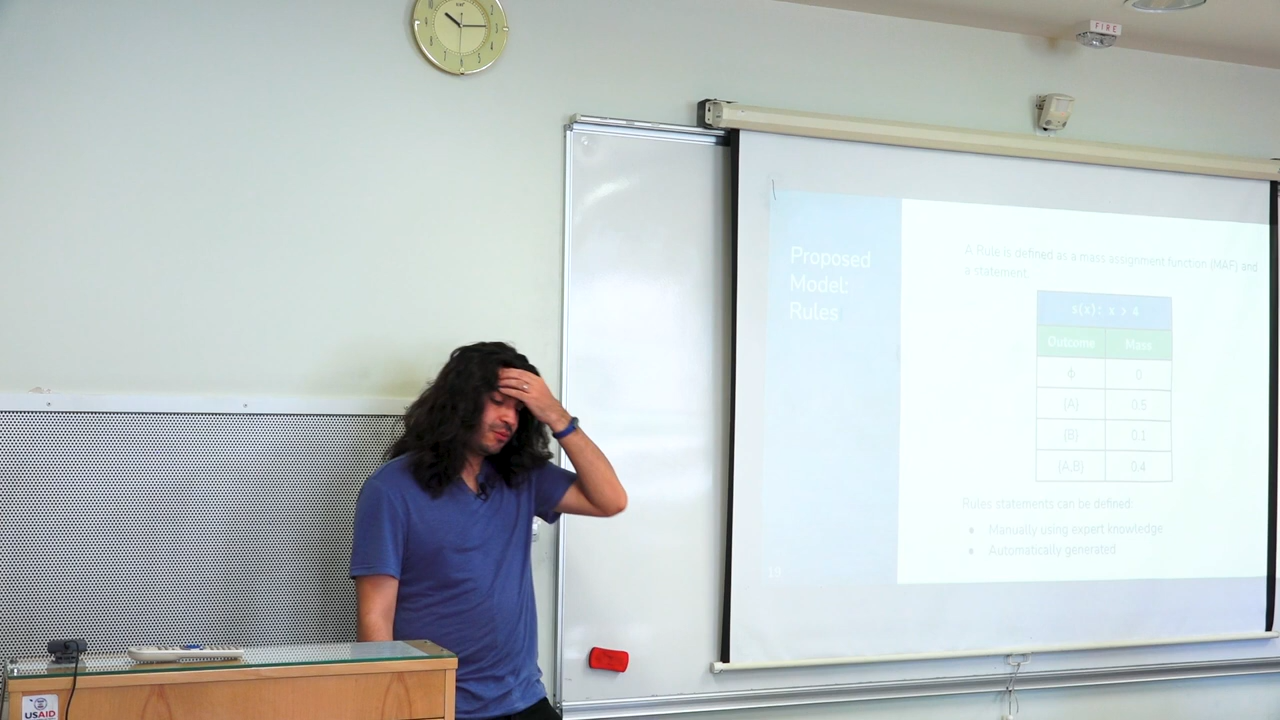 FIRE
Proposed
Model:
Rules
A Rule is defined as a mass assignment function (MAF) and
a statement.
s(x): x > 4
Outcome Mass
Φ 0
{A} 0.5
{B} 0.1
{A,B} 0.4
Rules statements can be defined:
● Manually using expert knowledge
● Automatically generated
19
USAID